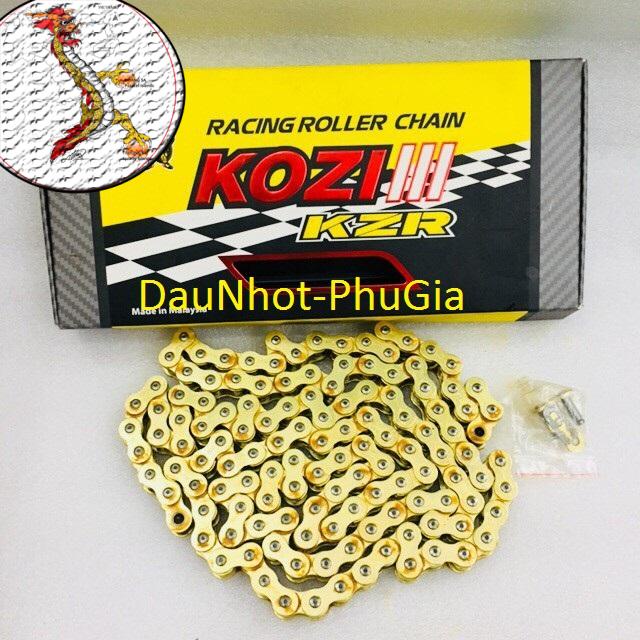 RACING ROLLER CHAIN
KOZI
KZR
DauNhot-PhuGia
Made in Malaysia